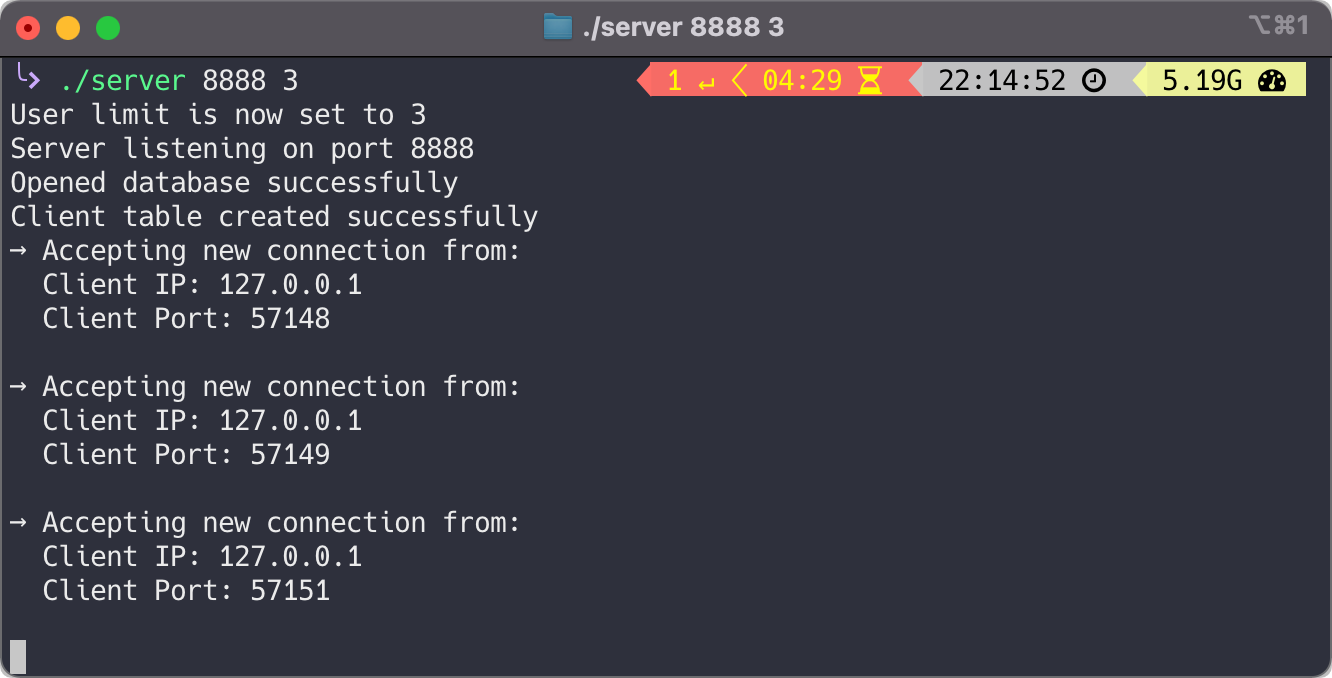 ./server 8888 3
⌥⌘1
./server 8888 3 1 ↵ 04:29 22:14:52 5.19G
User limit is now set to 3
Server listening on port 8888
Opened database successfully
Client table created successfully
→ Accepting new connection from:
Client IP: 127.0.0.1
Client Port: 57148
→ Accepting new connection from:
Client IP: 127.0.0.1
Client Port: 57149
→ Accepting new connection from:
Client IP: 127.0.0.1
Client Port: 57151